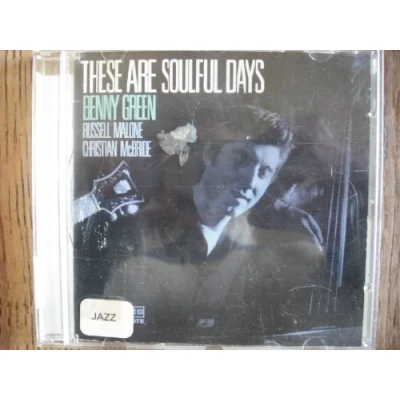 THESE ARE SOULFUL DAYS
BENNY GREEN
RUSSELL MALONE
CHRISTIAN McBRIDE
JAZZ